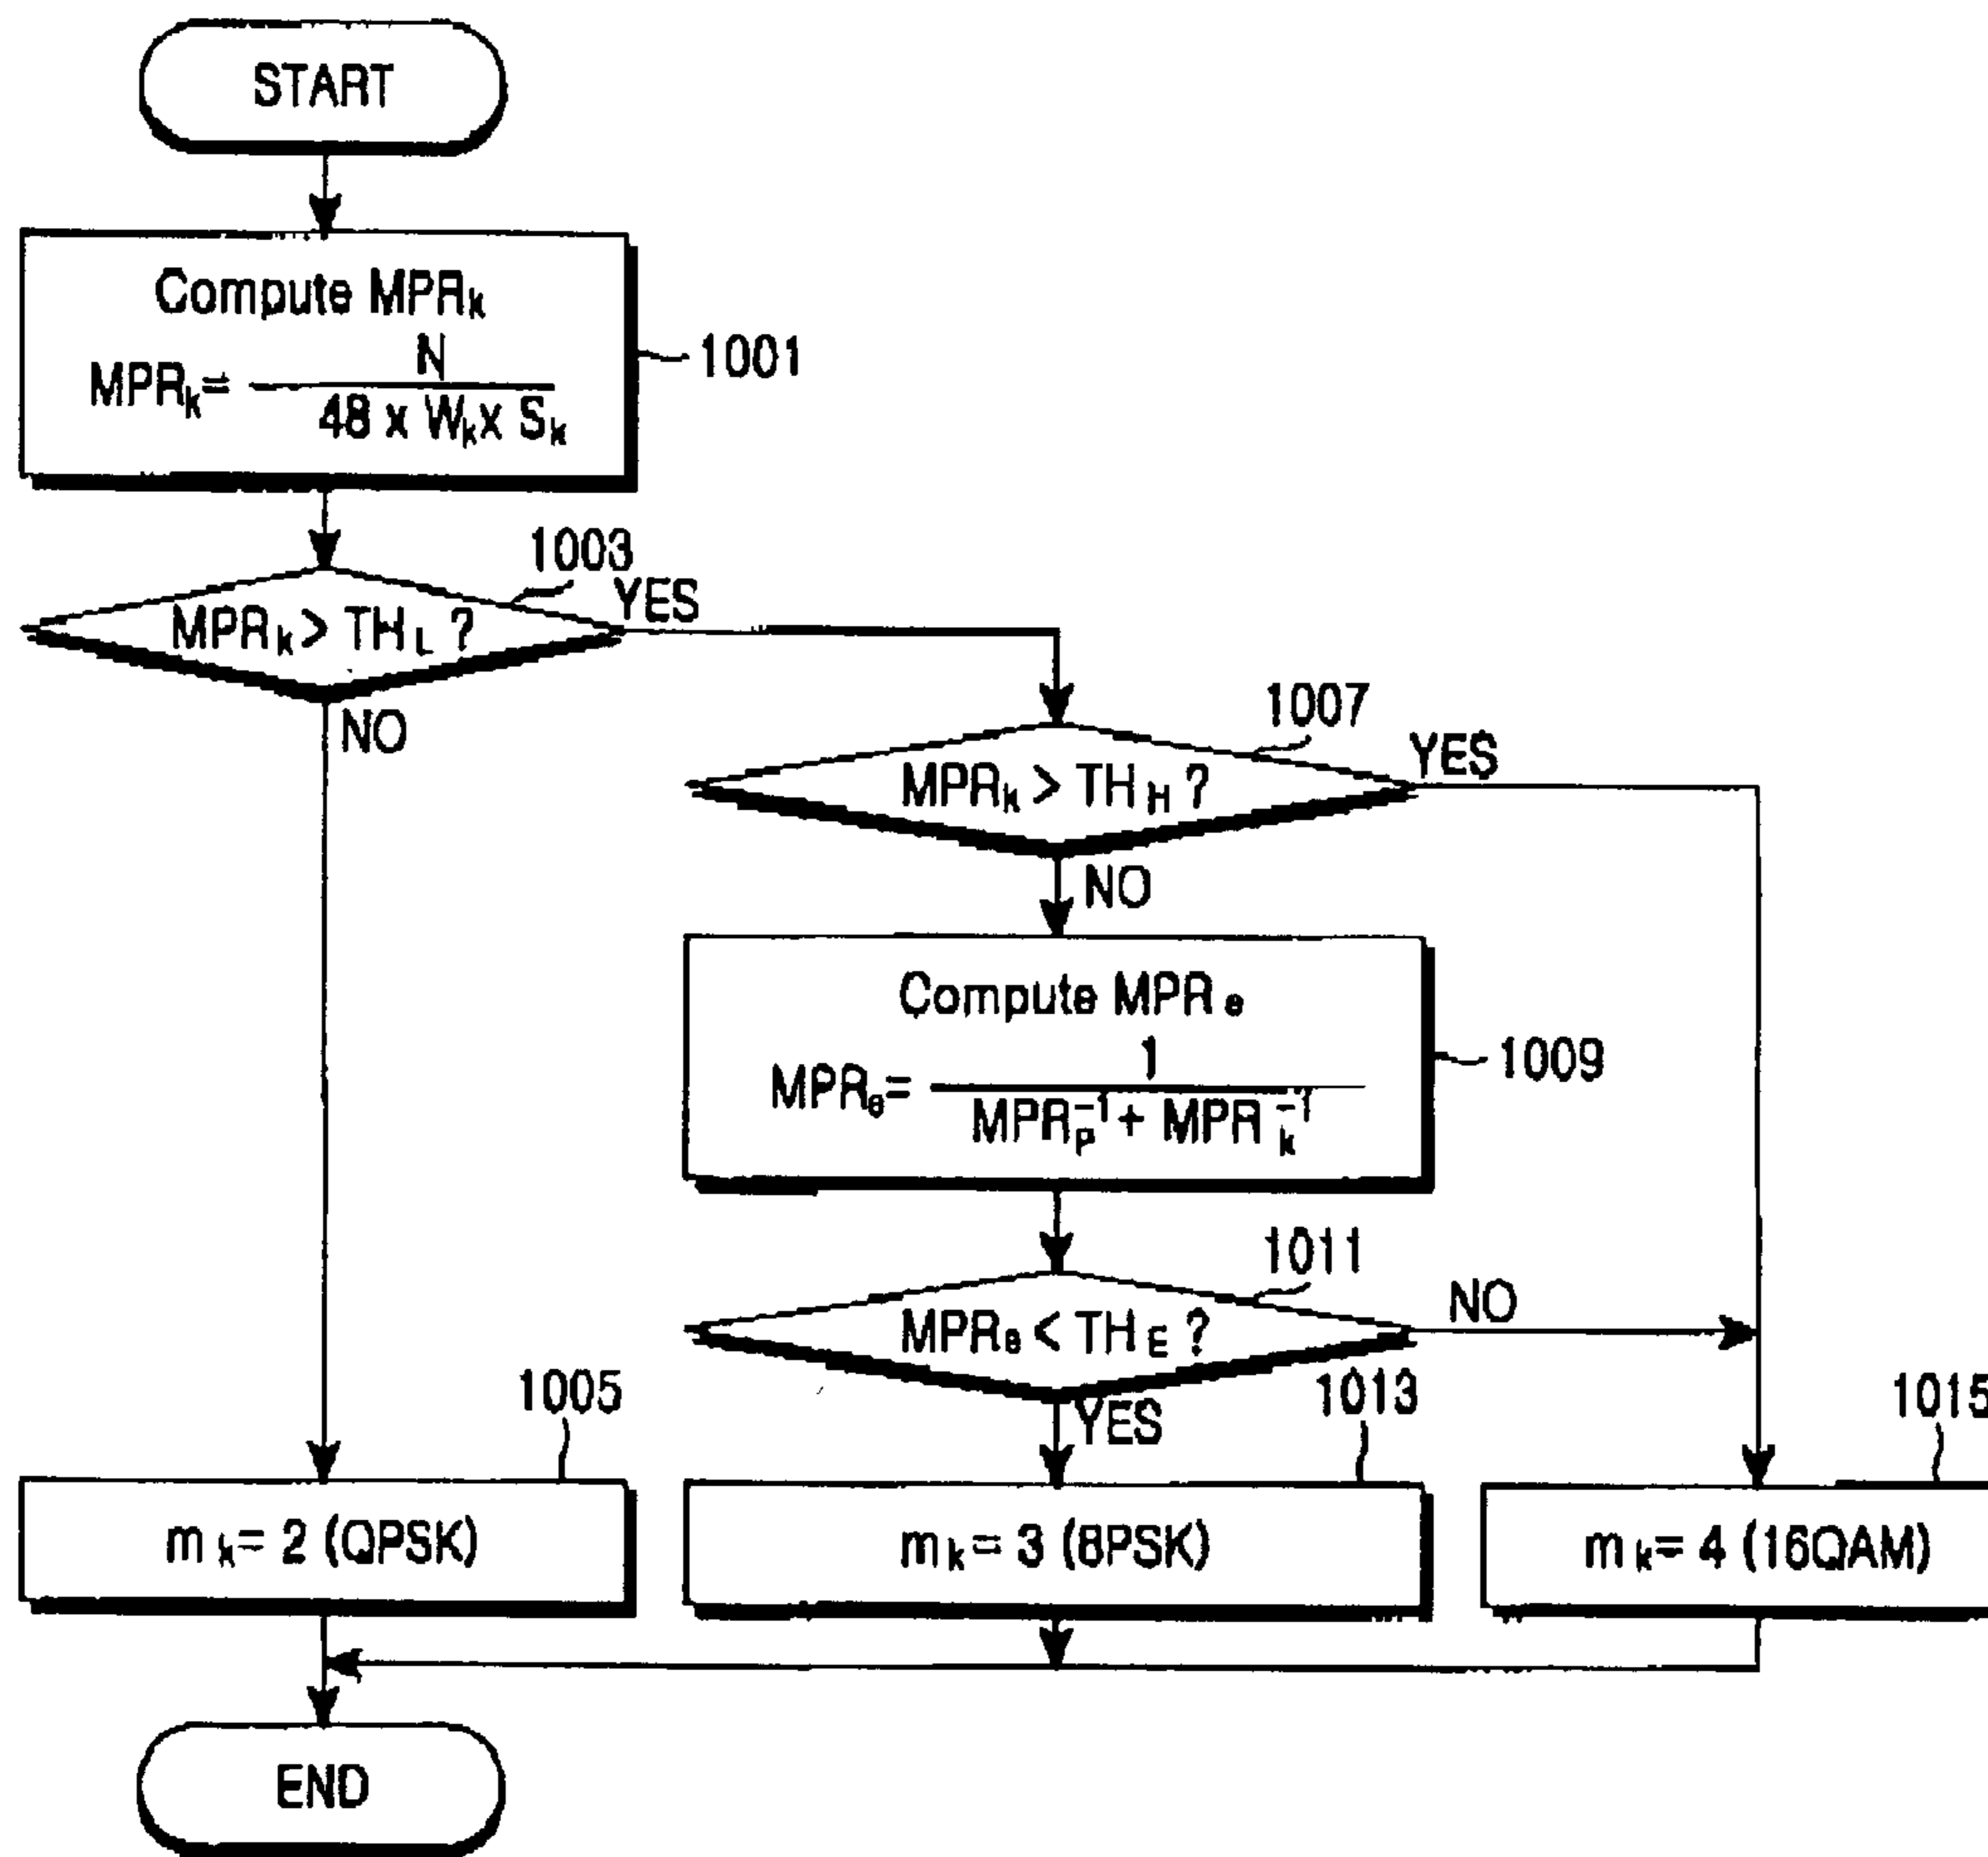 START
Compute MPRk
MPRk = N / 48 x Wk x Sk
1001
1003
MPRk > THL ?
YES
NO
1007
MPRk > THH ?
YES
NO
Compute MPRe
MPRe = 1 / MPRp^-1 + MPRk^-1
1009
1011
MPRe < THE ?
NO
YES
1005
mk = 2 (QPSK)
1013
mk = 3 (8PSK)
1015
mk = 4 (16QAM)
END